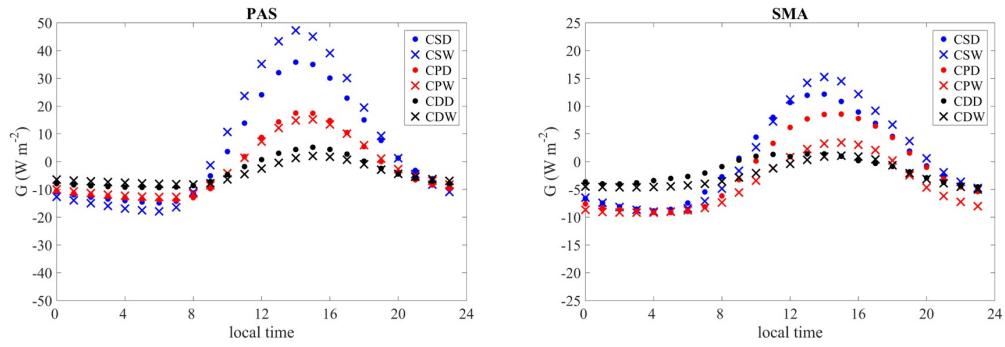 PAS
50
40
30
20
10
0
-10
-20
-30
-40
-50
G (W m-2)
0 4 8 12 16 20 24
local time
CSD
CSW
CPD
CPW
CDD
CDW
SMA
25
20
15
10
5
0
-5
-10
-15
-20
-25
G (W m-2)
0 4 8 12 16 20 24
local time
CSD
CSW
CPD
CPW
CDD
CDW